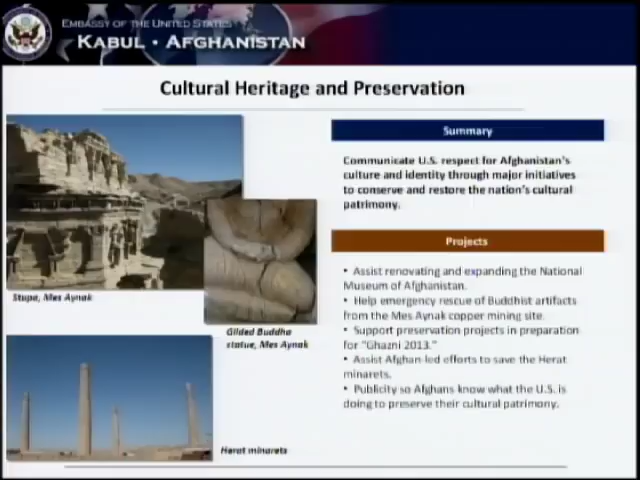 EMBASSY OF THE UNITED STATES
KABUL • AFGHANISTAN
Cultural Heritage and Preservation
Summary
Communicate U.S. respect for Afghanistan's
culture and identity through major initiatives
to conserve and restore the nation's cultural
patrimony.
Projects
• Assist renovating and expanding the National
Museum of Afghanistan.
• Help emergency rescue of Buddhist artifacts
from the Mes Aynak copper mining site.
• Support preservation projects in preparation
for "Ghazni 2013."
• Assist Afghan-led efforts to save the Herat
minarets.
• Publicity so Afghans know what the U.S. is
doing to preserve their cultural patrimony.
Stupa, Mes Aynak
Gilded Buddha
statue, Mes Aynak
Herat minarets